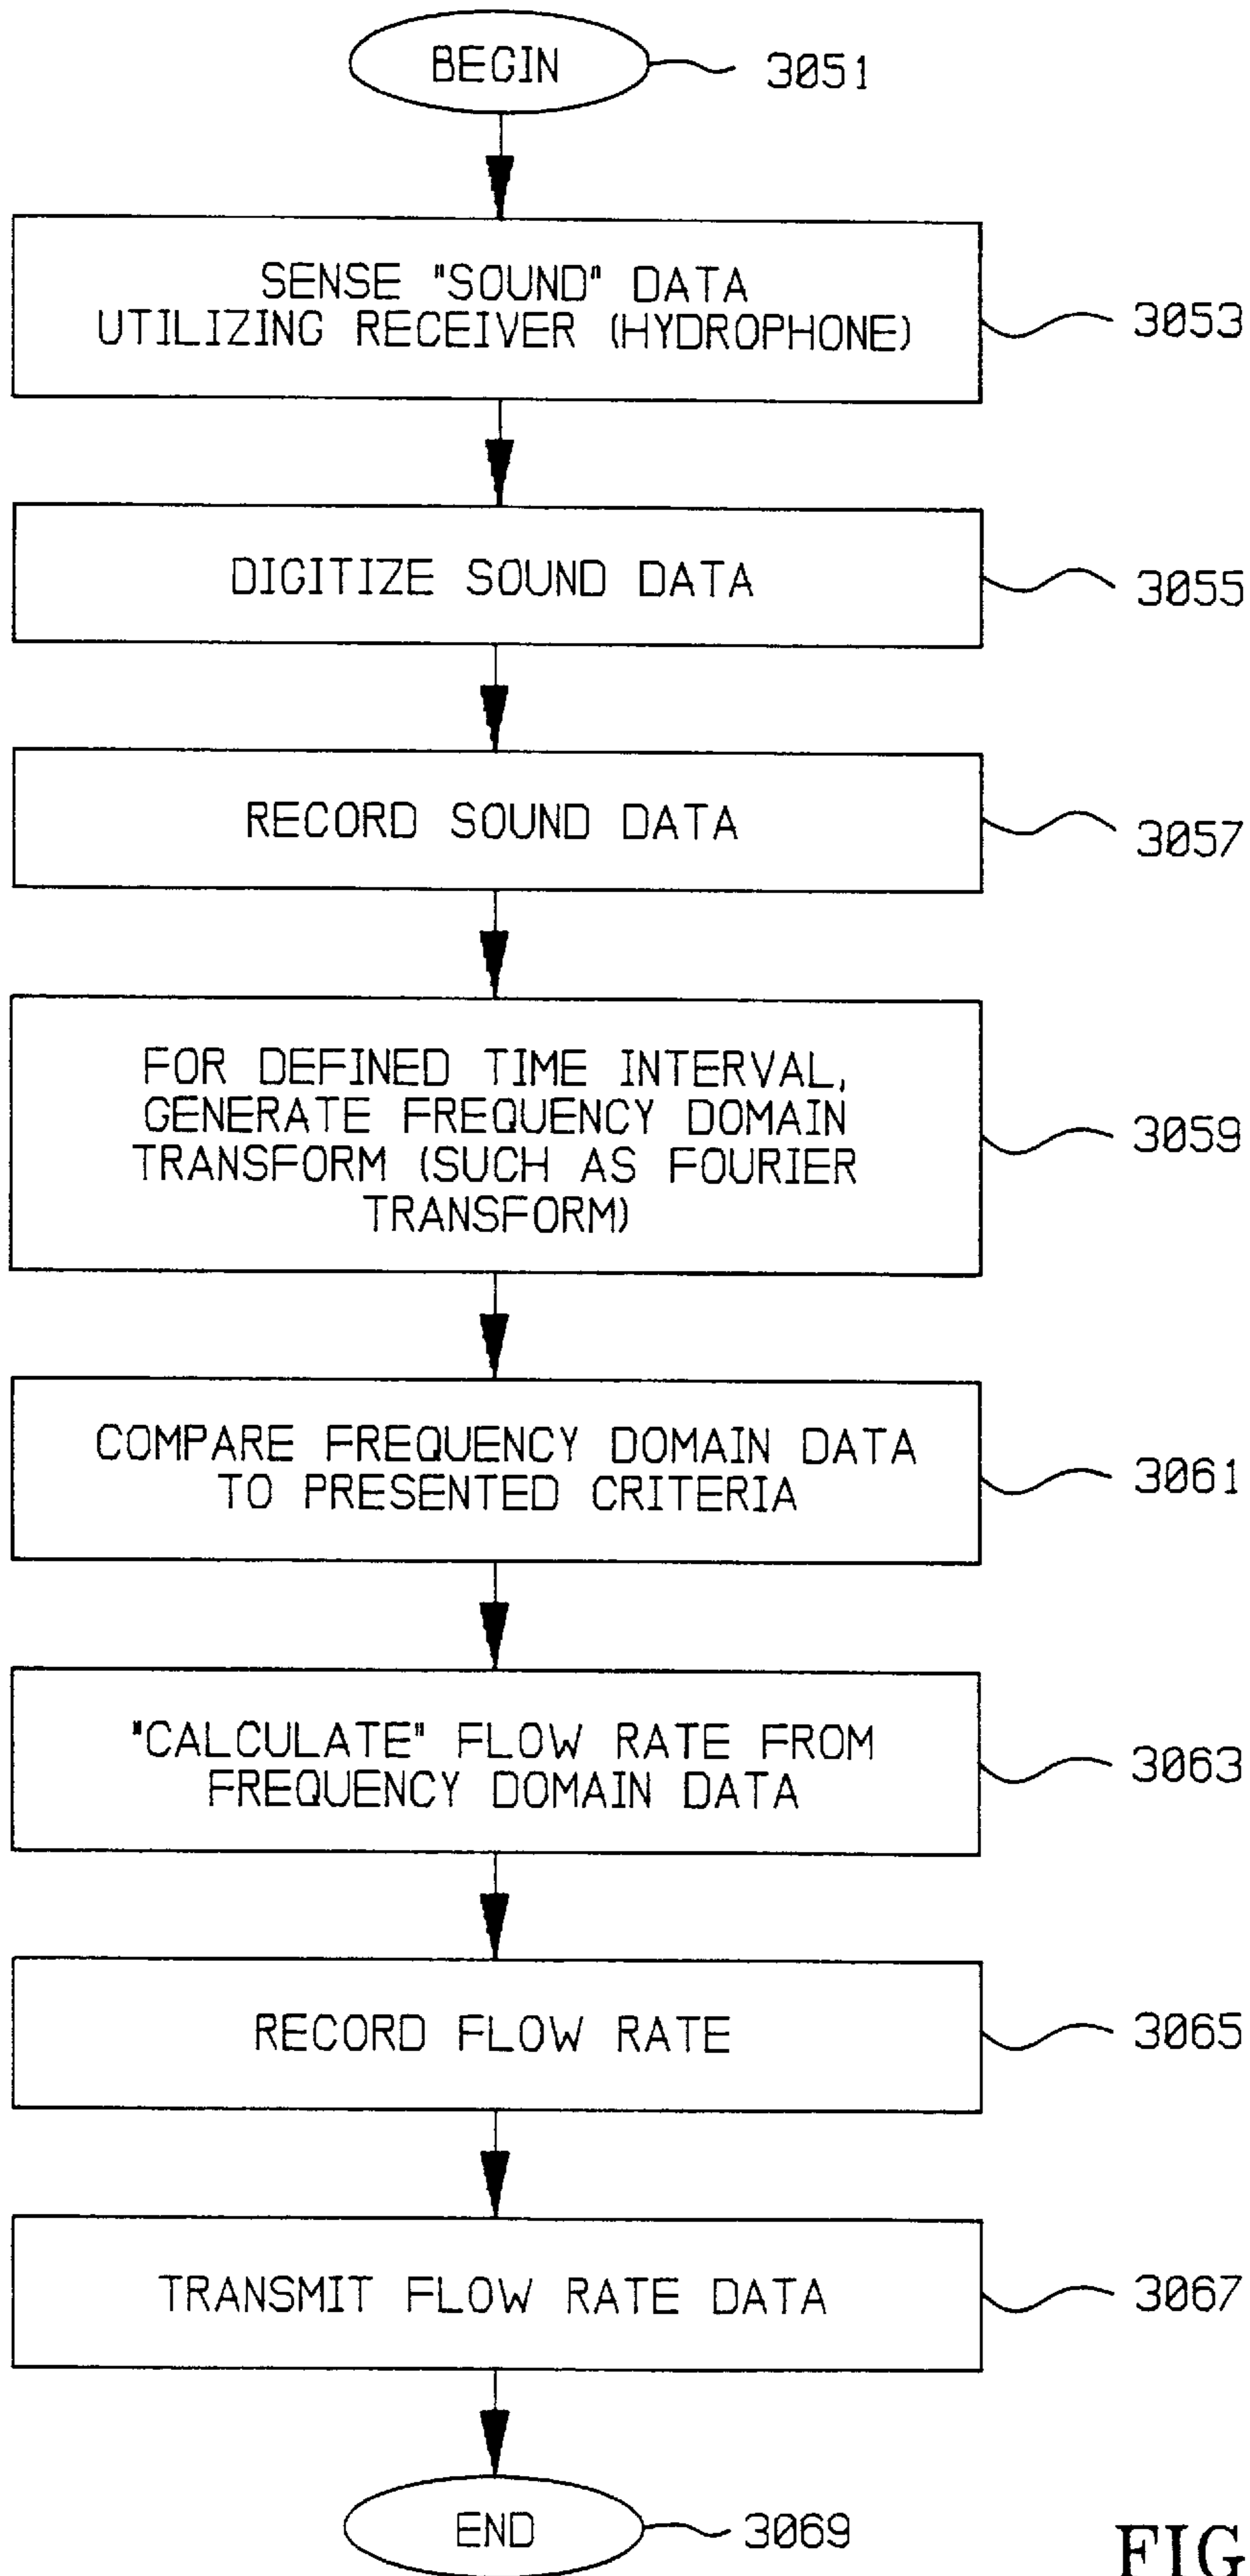 BEGIN
3051
SENSE "SOUND" DATA
UTILIZING RECEIVER (HYDROPHONE)
3053
DIGITIZE SOUND DATA
3055
RECORD SOUND DATA
3057
FOR DEFINED TIME INTERVAL,
GENERATE FREQUENCY DOMAIN
TRANSFORM (SUCH AS FOURIER
TRANSFORM)
3059
COMPARE FREQUENCY DOMAIN DATA
TO PRESENTED CRITERIA
3061
"CALCULATE" FLOW RATE FROM
FREQUENCY DOMAIN DATA
3063
RECORD FLOW RATE
3065
TRANSMIT FLOW RATE DATA
3067
END
3069
FIG